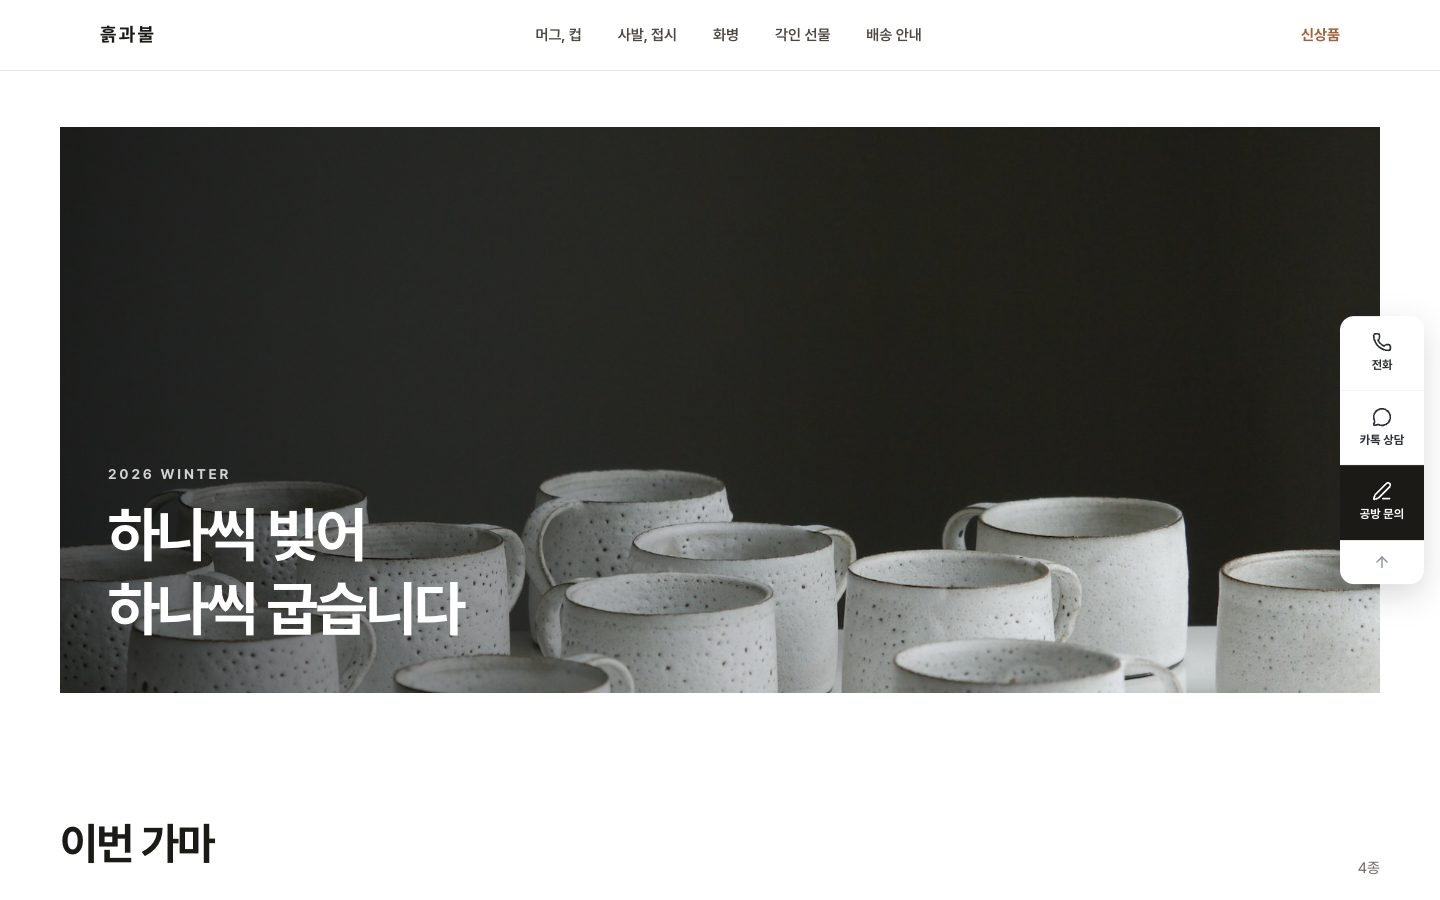 흙과불
머그, 컵
사발, 접시
화병
각인 선물
배송 안내
신상품
2026 WINTER
하나씩 빚어
하나씩 굽습니다
전화
카톡 상담
공방 문의
이번 가마
4종